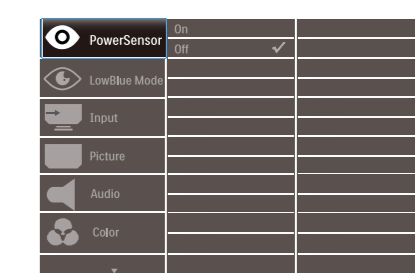 PowerSensor
On
Off
LowBlue Mode
Input
Picture
Audio
Color